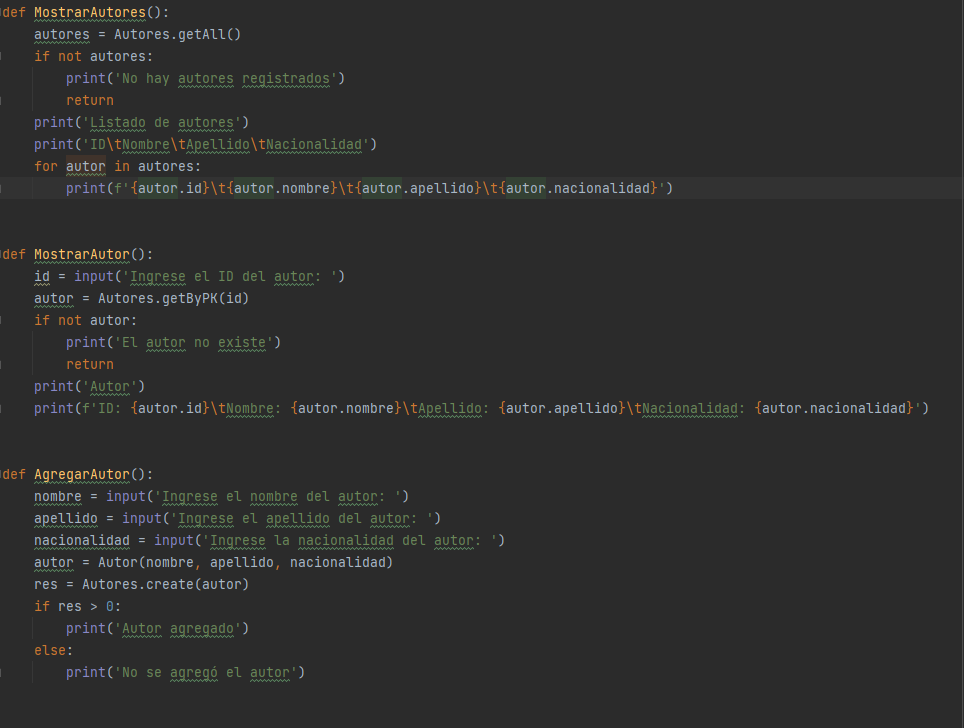 def MostrarAutores():
    autores = Autores.getAll()
    if not autores:
        print('No hay autores registrados')
        return
    print('Listado de autores')
    print('ID\tNombre\tApellido\tNacionalidad')
    for autor in autores:
        print(f'{autor.id}\t{autor.nombre}\t{autor.apellido}\t{autor.nacionalidad}')
def MostrarAutor():
    id = input('Ingrese el ID del autor: ')
    autor = Autores.getByPK(id)
    if not autor:
        print('El autor no existe')
        return
    print('Autor')
    print(f'ID: {autor.id}\tNombre: {autor.nombre}\tApellido: {autor.apellido}\tNacionalidad: {autor.nacionalidad}')
def AgregarAutor():
    nombre = input('Ingrese el nombre del autor: ')
    apellido = input('Ingrese el apellido del autor: ')
    nacionalidad = input('Ingrese la nacionalidad del autor: ')
    autor = Autor(nombre, apellido, nacionalidad)
    res = Autores.create(autor)
    if res > 0:
        print('Autor agregado')
    else:
        print('No se agregó el autor')